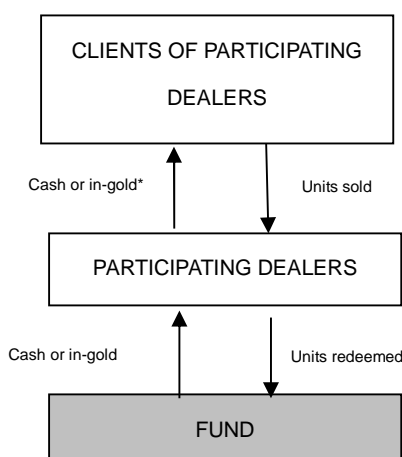 CLIENTS OF PARTICIPATING
DEALERS
Cash or in-gold*
Units sold
PARTICIPATING DEALERS
Cash or in-gold
Units redeemed
FUND